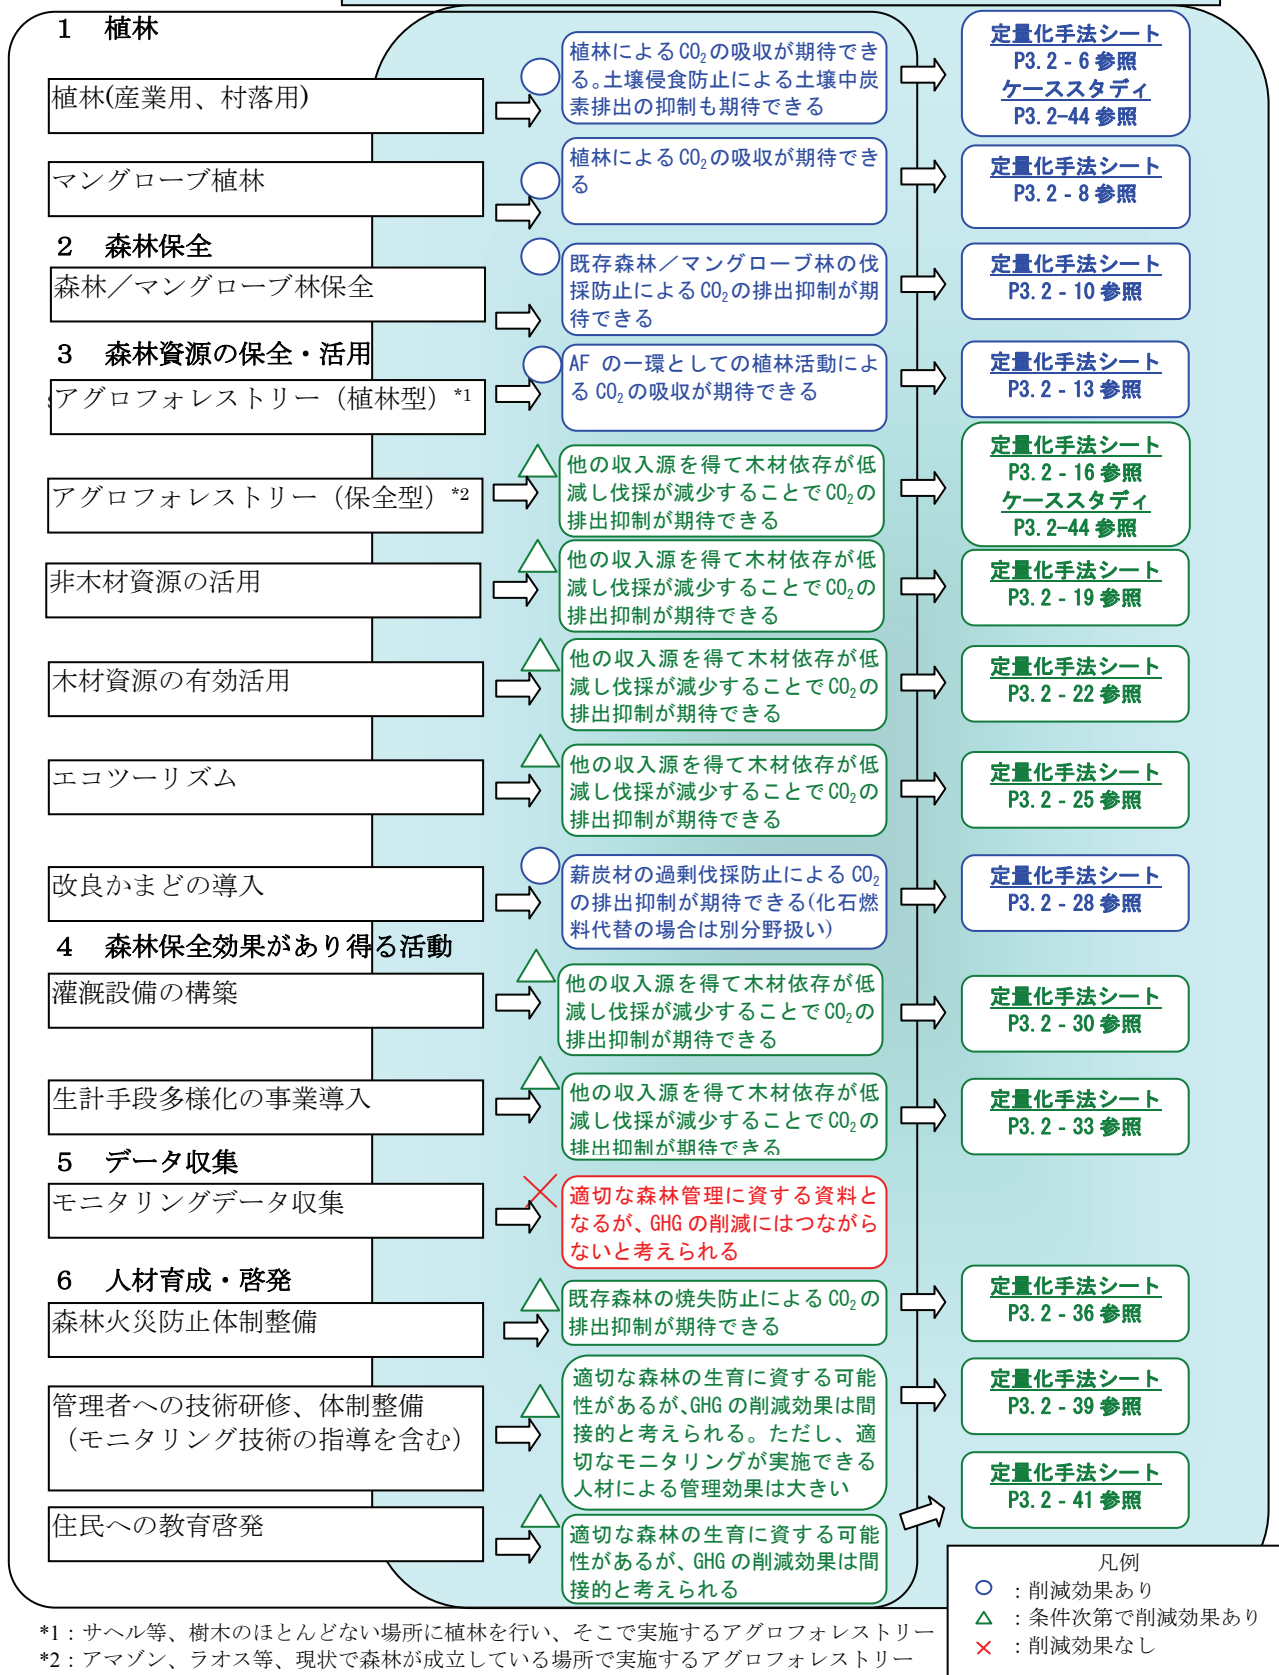 1 植林
植林(産業用、村落用)
植林によるCO2の吸収が期待でき
る。土壌侵食防止による土壌中炭
素排出の抑制も期待できる
定量化手法シート
P3.2 - 6 参照
ケーススタディ
P3.2-44 参照
マングローブ植林
植林によるCO2の吸収が期待でき
る
定量化手法シート
P3.2 - 8 参照
2 森林保全
森林／マングローブ林保全
既存森林／マングローブ林の伐
採防止によるCO2の排出抑制が期
待できる
定量化手法シート
P3.2 - 10 参照
3 森林資源の保全・活用
アグロフォレストリー（植林型）*1
AF の一環としての植林活動によ
るCO2の吸収が期待できる
定量化手法シート
P3.2 - 13 参照
アグロフォレストリー（保全型）*2
他の収入源を得て木材依存が低
減し伐採が減少することでCO2の
排出抑制が期待できる
定量化手法シート
P3.2 - 16 参照
ケーススタディ
P3.2-44 参照
非木材資源の活用
他の収入源を得て木材依存が低
減し伐採が減少することでCO2の
排出抑制が期待できる
定量化手法シート
P3.2 - 19 参照
木材資源の有効活用
他の収入源を得て木材依存が低
減し伐採が減少することでCO2の
排出抑制が期待できる
定量化手法シート
P3.2 - 22 参照
エコツーリズム
他の収入源を得て木材依存が低
減し伐採が減少することでCO2の
排出抑制が期待できる
定量化手法シート
P3.2 - 25 参照
改良かまどの導入
薪炭材の過剰伐採防止によるCO2
の排出抑制が期待できる(化石燃
料代替の場合は別分野扱い)
定量化手法シート
P3.2 - 28 参照
4 森林保全効果があり得る活動
灌漑設備の構築
他の収入源を得て木材依存が低
減し伐採が減少することでCO2の
排出抑制が期待できる
定量化手法シート
P3.2 - 30 参照
生計手段多様化の事業導入
他の収入源を得て木材依存が低
減し伐採が減少することでCO2の
排出抑制が期待できる
定量化手法シート
P3.2 - 33 参照
5 データ収集
モニタリングデータ収集
適切な森林管理に資する資料と
なるが、GHG の削減にはつながら
ないと考えられる
6 人材育成・啓発
森林火災防止体制整備
既存森林の焼失防止によるCO2の
排出抑制が期待できる
定量化手法シート
P3.2 - 36 参照
管理者への技術研修、体制整備
（モニタリング技術の指導を含む）
適切な森林の生育に資する可能
性があるが、GHG の削減効果は間
接的と考えられる。ただし、適
切なモニタリングが実施できる
人材による管理効果は大きい
定量化手法シート
P3.2 - 39 参照
住民への教育啓発
適切な森林の生育に資する可能
性があるが、GHG の削減効果は間
接的と考えられる
定量化手法シート
P3.2 - 41 参照
凡例
○ ：削減効果あり
△ ：条件次第で削減効果あり
× ：削減効果なし
*1：サヘル等、樹木のほとんどない場所に植林を行い、そこで実施するアグロフォレストリー
*2：アマゾン、ラオス等、現状で森林が成立している場所で実施するアグロフォレストリー